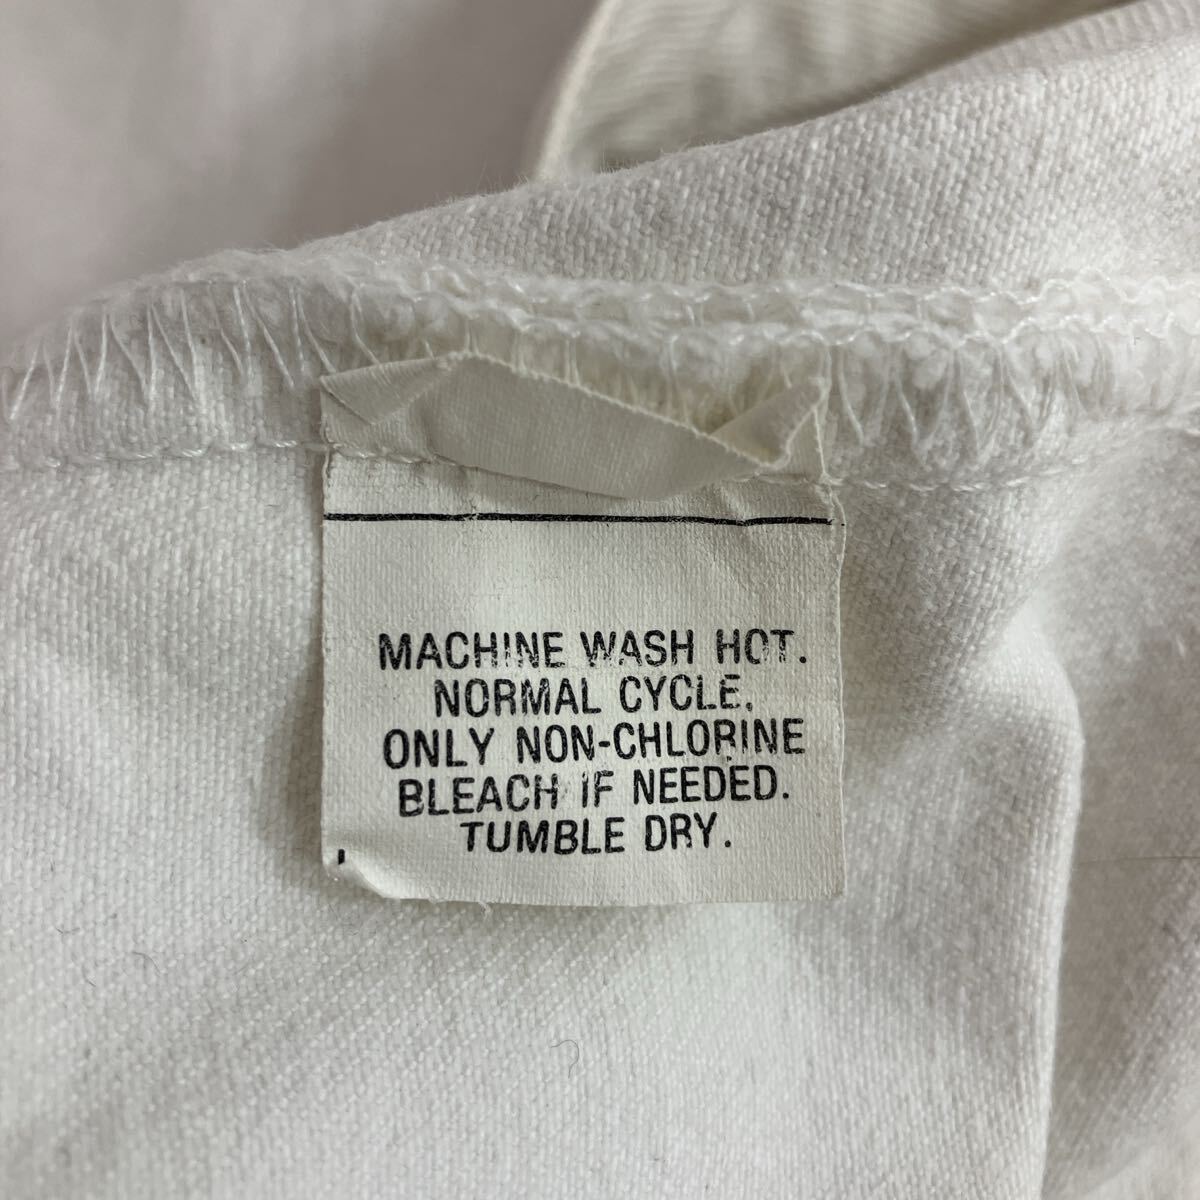 MACHINE WASH HOT.
NORMAL CYCLE.
ONLY NON-CHLORINE
BLEACH IF NEEDED.
TUMBLE DRY.